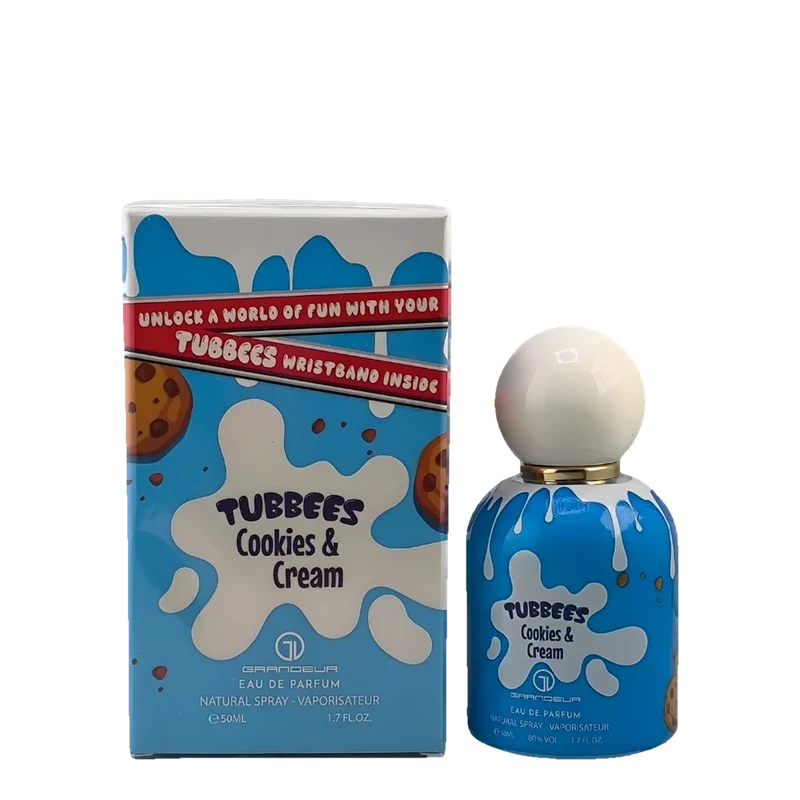 UNLOCK A WORLD OF FUN WITH YOUR
TUBBEES WRISTBAND INSIDE
TUBBEES
Cookies &
Cream
GRANDEUR
EAU DE PARFUM
NATURAL SPRAY - VAPORISATEUR
℮50ML 1.7 FL.OZ.
TUBBEES
Cookies &
Cream
GRANDEUR
EAU DE PARFUM
NATURAL SPRAY - VAPORISATEUR
℮50ML 80% VOL. 1.7 FL.OZ.